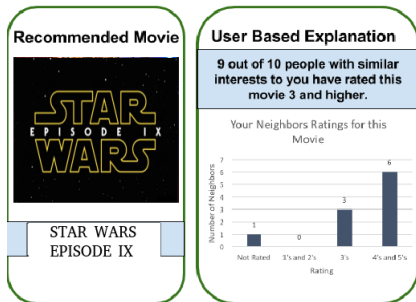 Recommended Movie
STAR
EPISODE IX
WARS
STAR WARS
EPISODE IX
User Based Explanation
9 out of 10 people with similar
interests to you have rated this
movie 3 and higher.
Your Neighbors Ratings for this
Movie
Number of Neighbors
7
6
5
4
3
2
1
0
1
0
3
6
Not Rated
1's and 2's
3's
4's and 5's
Rating